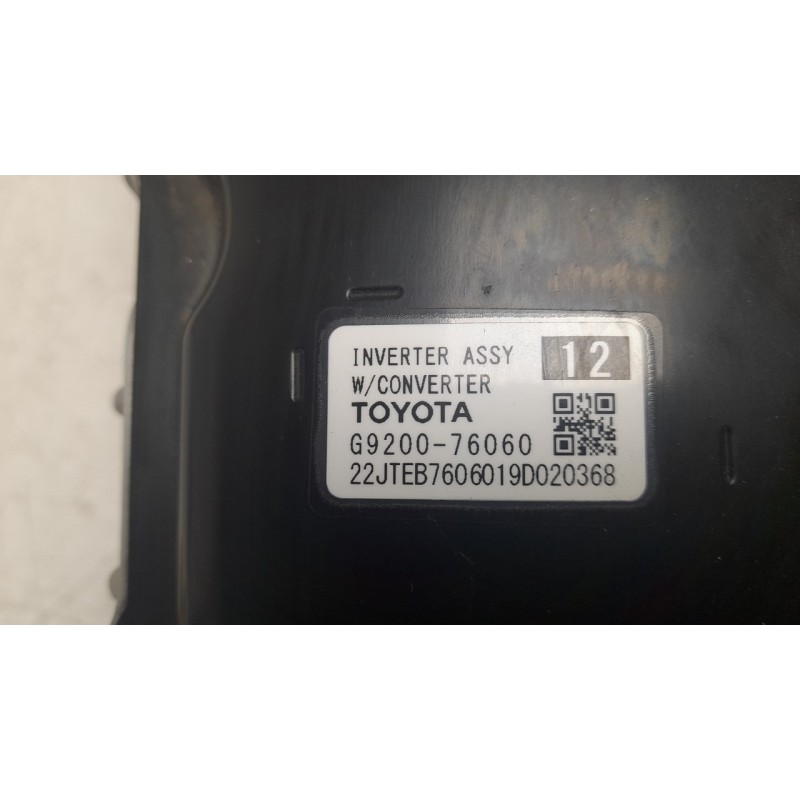 INVERTER ASSY 12
W/CONVERTER
TOYOTA
G9200-76060
22JTEB7606019D020368